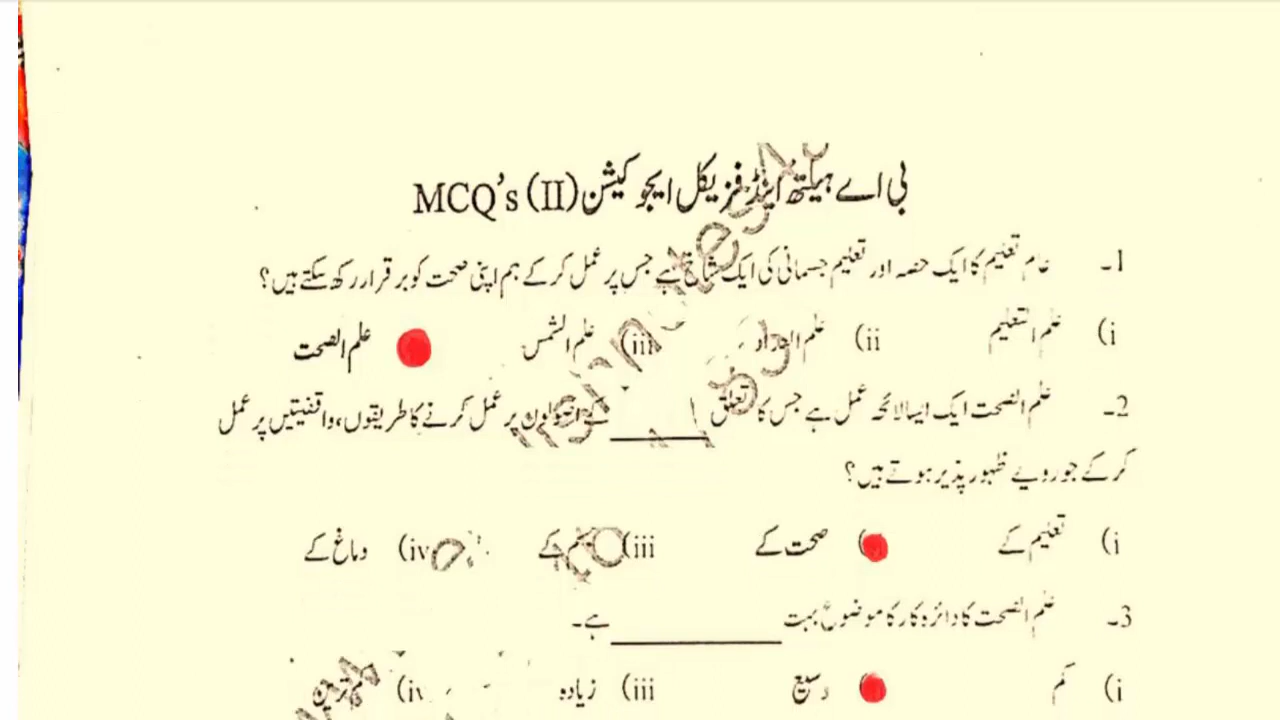 بی اے ہیلتھ اینڈ فزیکل ایجوکیشن MCQ's (II)
1۔ عام تعلیم کا ایک حصہ اور تعلیم جسمانی کی ایک شاخ ہے جس پر عمل کر کے ہم اپنی صحت کو برقرار رکھ سکتے ہیں؟
i) علم التعلیم ii) علم iii) علم الشمس علم الصحت
2۔ علم الصحت ایک ایسا لائحہ عمل ہے جس کا تعلق ______ کے اصولوں پر عمل کرنے کا طریقوں، واقفیتیں پر عمل
کر کے جو رویے ظہور پذیر ہوتے ہیں؟
i) تعلیم کے صحت کے iii) جسم کے iv) دماغ کے
3۔ علم الصحت کا دائرہ کار کا موضوع بہت ______ ہے۔
i) کم وسیع iii) زیادہ iv)